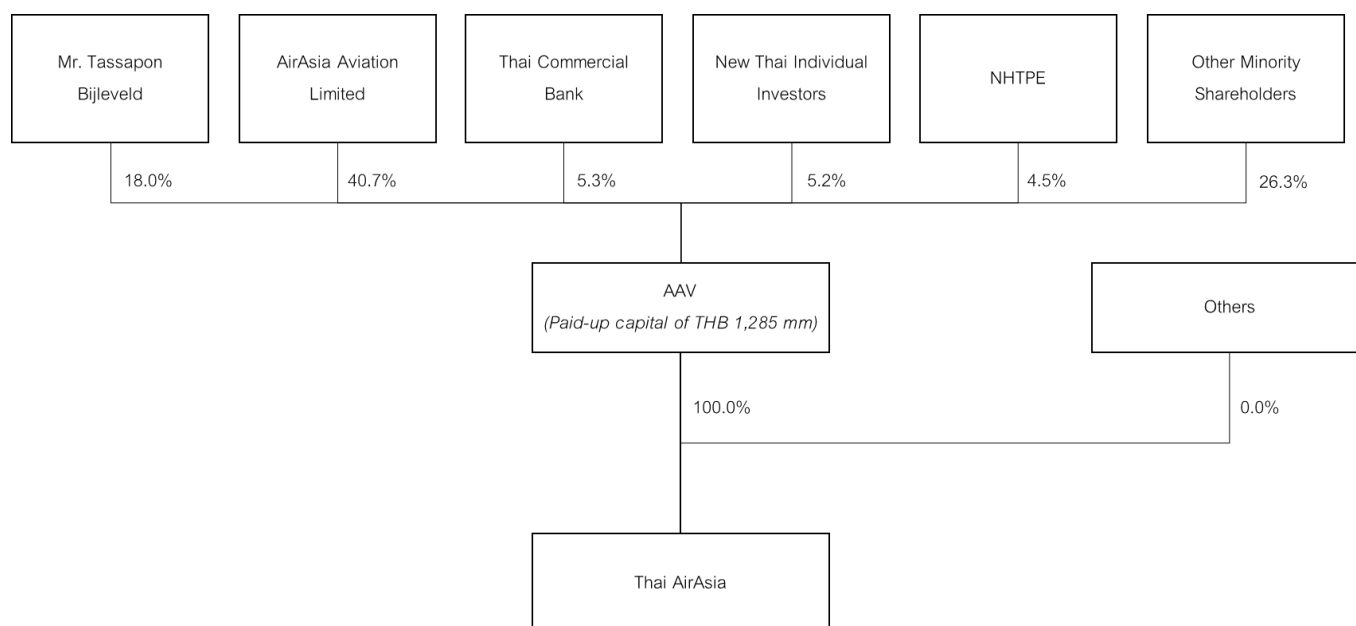 Mr. Tassapon
Bijleveld
AirAsia Aviation
Limited
Thai Commercial
Bank
New Thai Individual
Investors
NHTPE
Other Minority
Shareholders
18.0%
40.7%
5.3%
5.2%
4.5%
26.3%
AAV
(Paid-up capital of THB 1,285 mm)
Others
100.0%
0.0%
Thai AirAsia